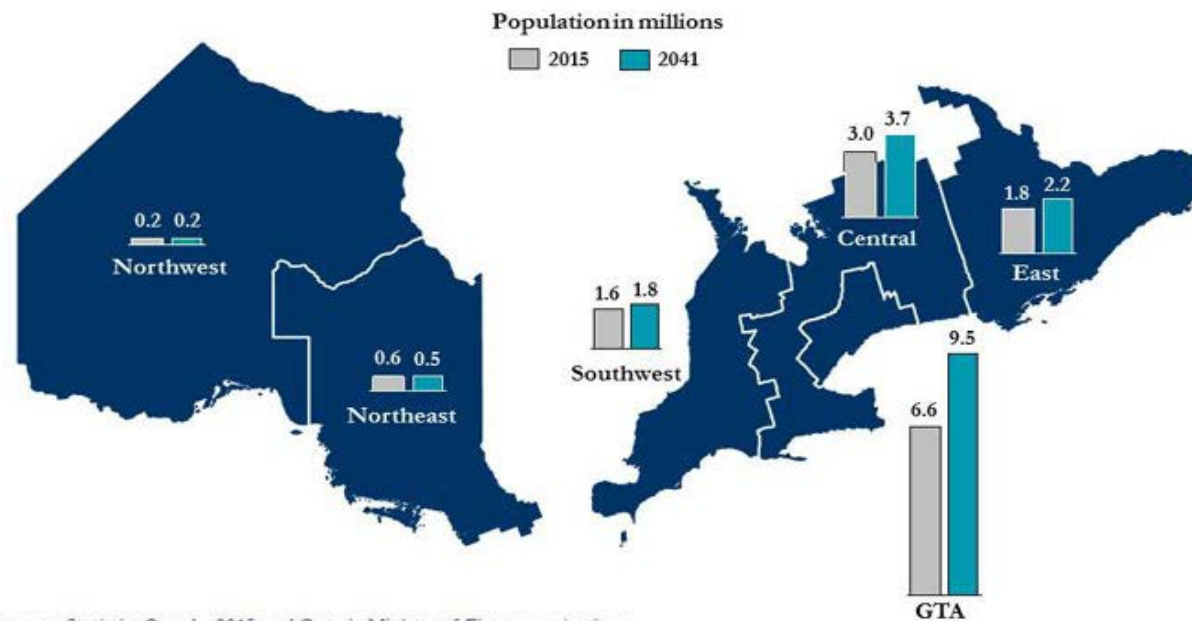 Population in millions
2015 2041
3.0 3.7
Central
1.8 2.2
East
0.2 0.2
Northwest
1.6 1.8
Southwest
0.6 0.5
Northeast
6.6 9.5
GTA